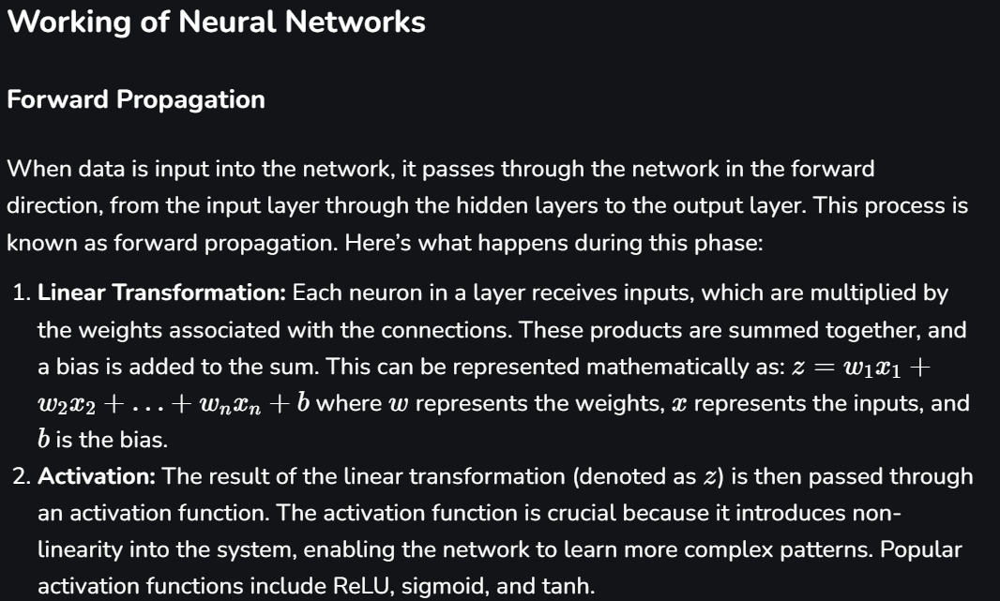 Working of Neural Networks
Forward Propagation
When data is input into the network, it passes through the network in the forward
direction, from the input layer through the hidden layers to the output layer. This process is
known as forward propagation. Here’s what happens during this phase:
1. Linear Transformation: Each neuron in a layer receives inputs, which are multiplied by
the weights associated with the connections. These products are summed together, and
a bias is added to the sum. This can be represented mathematically as: z = w₁x₁ +
w₂x₂ + … + wₙxₙ + b where w represents the weights, x represents the inputs, and
b is the bias.
2. Activation: The result of the linear transformation (denoted as z) is then passed through
an activation function. The activation function is crucial because it introduces non-
linearity into the system, enabling the network to learn more complex patterns. Popular
activation functions include ReLU, sigmoid, and tanh.